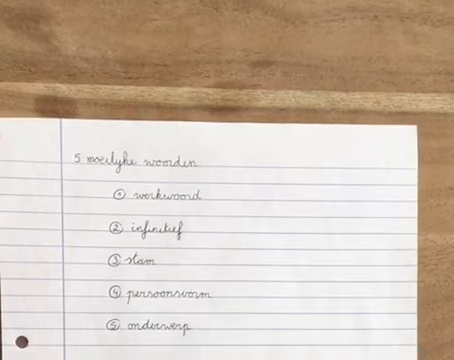 5 moeilijke woorden
① werkwoord
② infinitief
③ stam
④ persoonsvorm
⑤ onderwerp